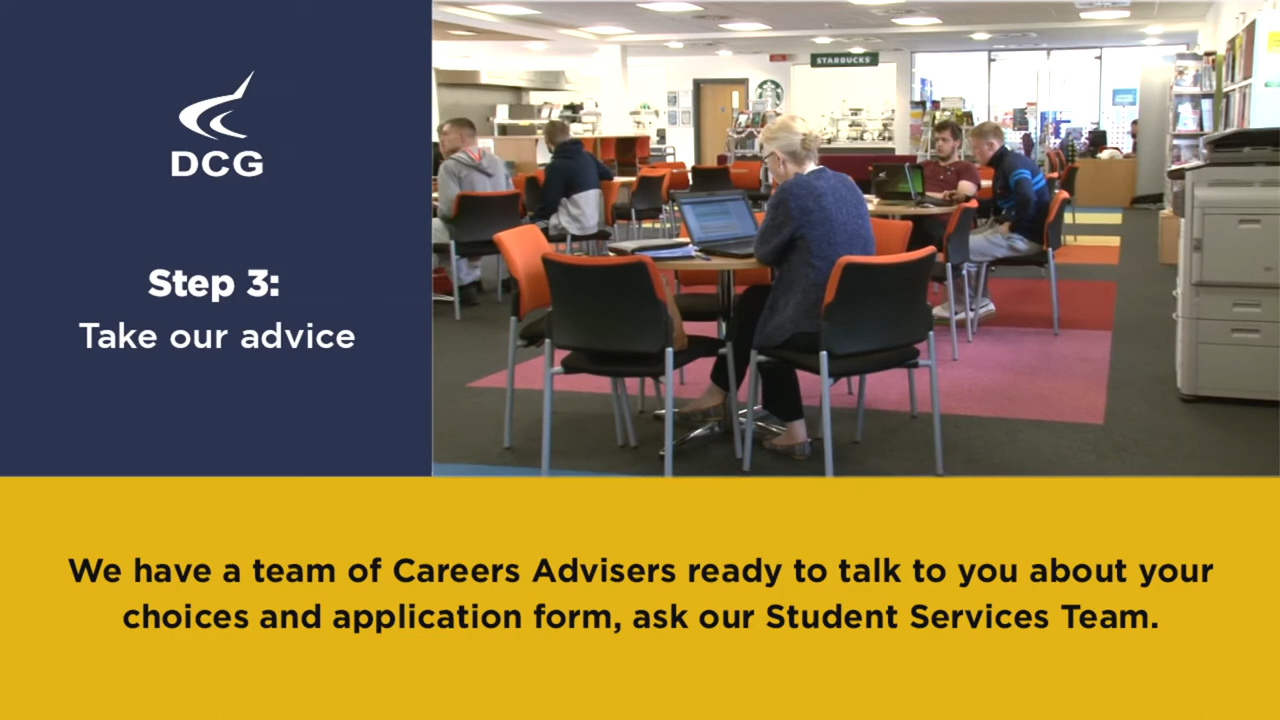 DCG
Step 3:
Take our advice
STARBUCKS
We have a team of Careers Advisers ready to talk to you about your
choices and application form, ask our Student Services Team.